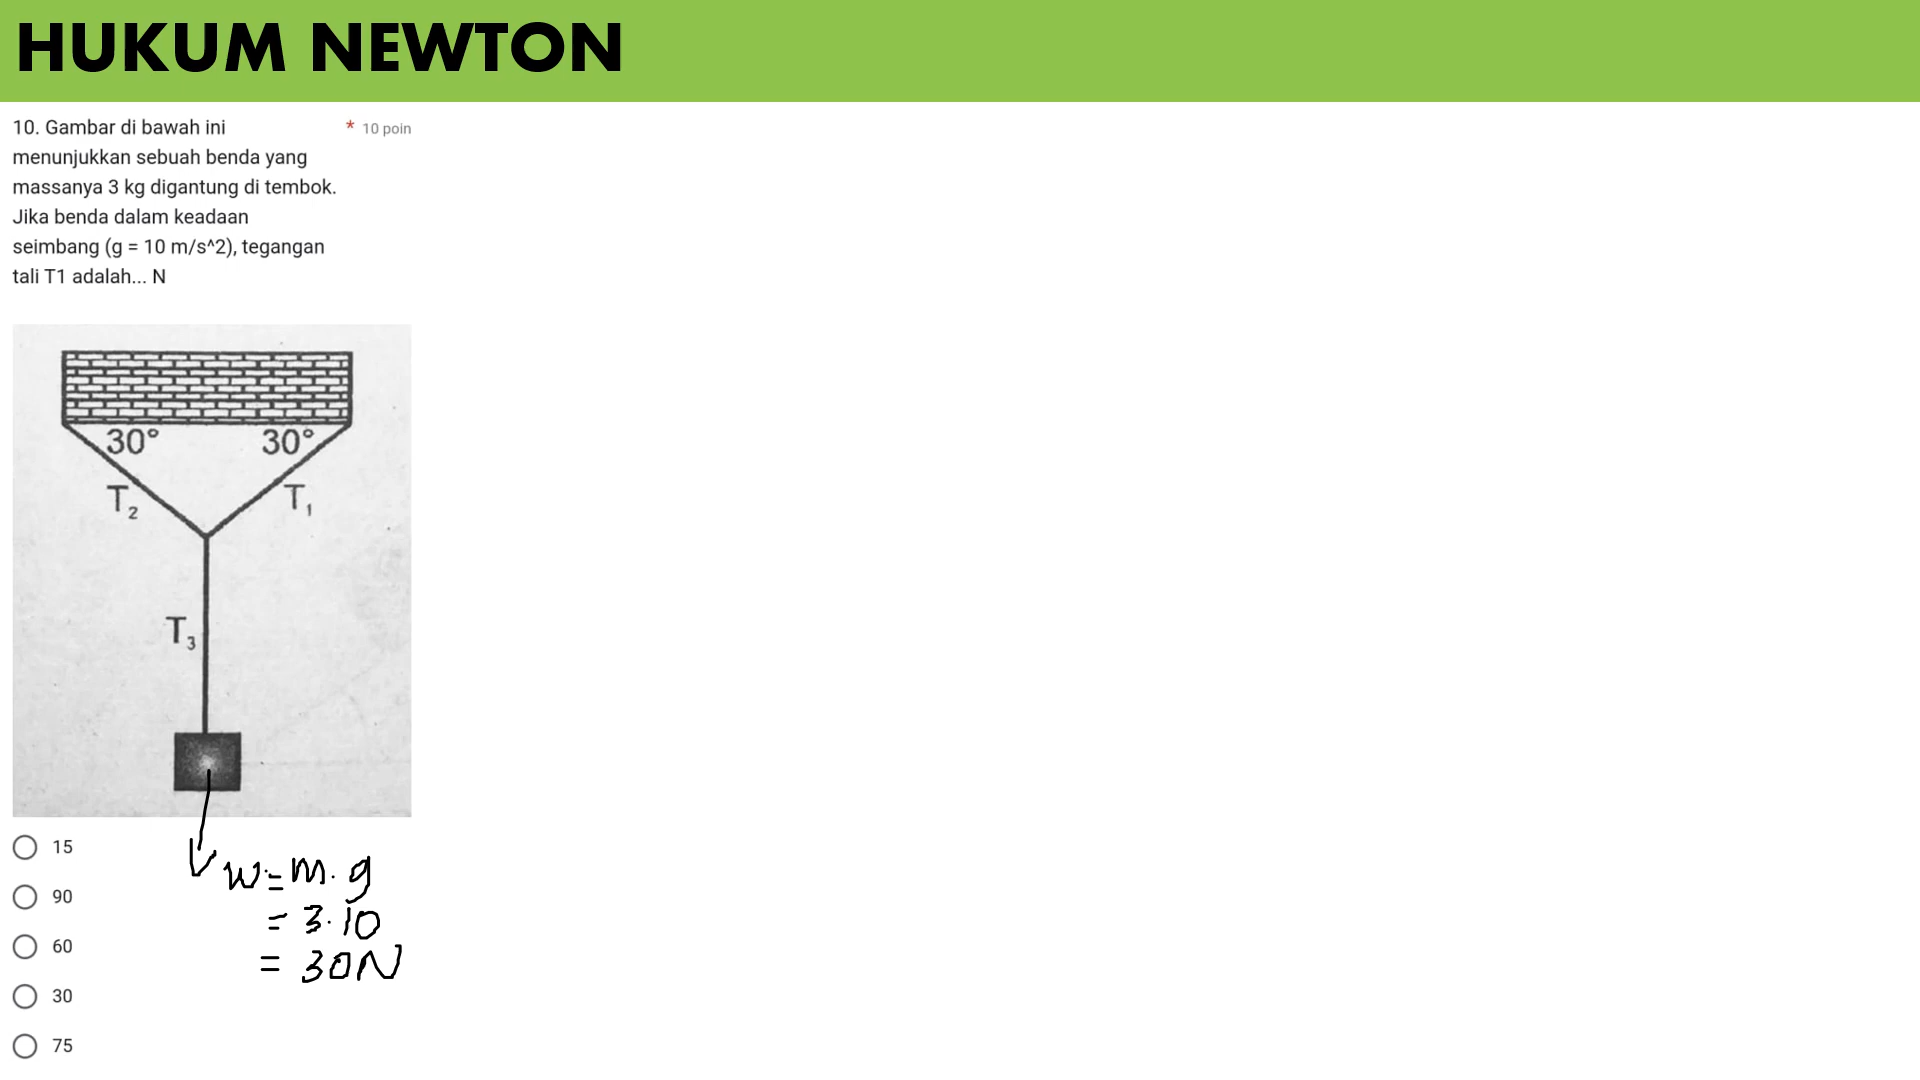 HUKUM NEWTON
10. Gambar di bawah ini * 10 poin
menunjukkan sebuah benda yang
massanya 3 kg digantung di tembok.
Jika benda dalam keadaan
seimbang (g = 10 m/s^2), tegangan
tali T1 adalah... N
30° 30°
T₂ T₁
T₃
15
w = m.g
90
= 3.10
60
= 30N
30
75